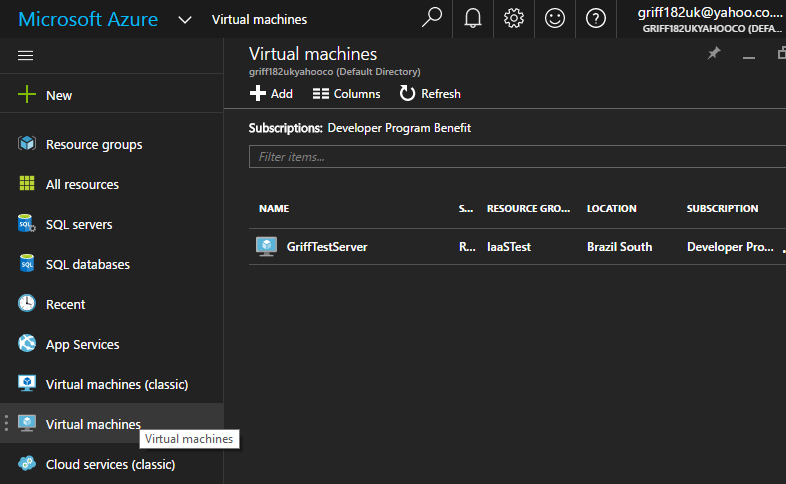 Microsoft Azure
Virtual machines
griff182uk@yahoo.co....
GRIFF182UKYAHOOCO (DEFA...
New
Resource groups
All resources
SQL servers
SQL databases
Recent
App Services
Virtual machines (classic)
Virtual machines
Virtual machines
Cloud services (classic)
Virtual machines
griff182ukyahooco (Default Directory)
Add Columns Refresh
Subscriptions: Developer Program Benefit
Filter items...
NAME S... RESOURCE GRO... LOCATION SUBSCRIPTION
GriffTestServer R... IaaSTest Brazil South Developer Pro...